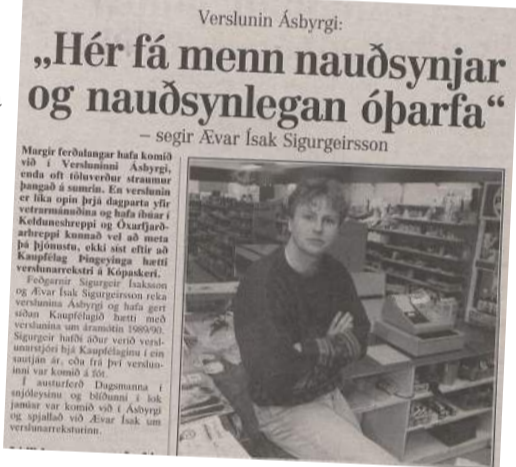 Verslunin Ásbyrgi:
„Hér fá menn nauðsynjar
og nauðsynlegan óþarfa“
– segir Ævar Ísak Sigurgeirsson
Margir ferðalangar hafa komið
við í Versluninni Ásbyrgi,
enda oft töluverður straumur
þangað á sumrin. En verslunin
er líka opin þrjá dagparta yfir
vetrarmánuðina og hafa íbúar í
Kelduneshreppi og Öxarfjarð-
arhreppi kunnað vel að meta
þá þjónustu, ekki síst eftir að
Kaupfélag Þingeyinga hætti
verslunarrekstri á Kópaskeri.
Feðgarnir Sigurgeir Ísaksson
og Ævar Ísak Sigurgeirsson reka
verslunina Ásbyrgi og hafa gert
síðan Kaupfélagið hætti með
verslunina um áramótin 1989/90.
Sigurgeir hafði áður verið versl-
unarstjóri hjá Kaupfélaginu í ein
sautján ár, eða frá því verslun-
inni var komið á fót.
Í austurferð Dagsmanna í
snjóleysinu og blíðunni í lok
janúar var komið við í Ásbyrgi
og spjallað við Ævar Ísak um
verslunarreksturinn.